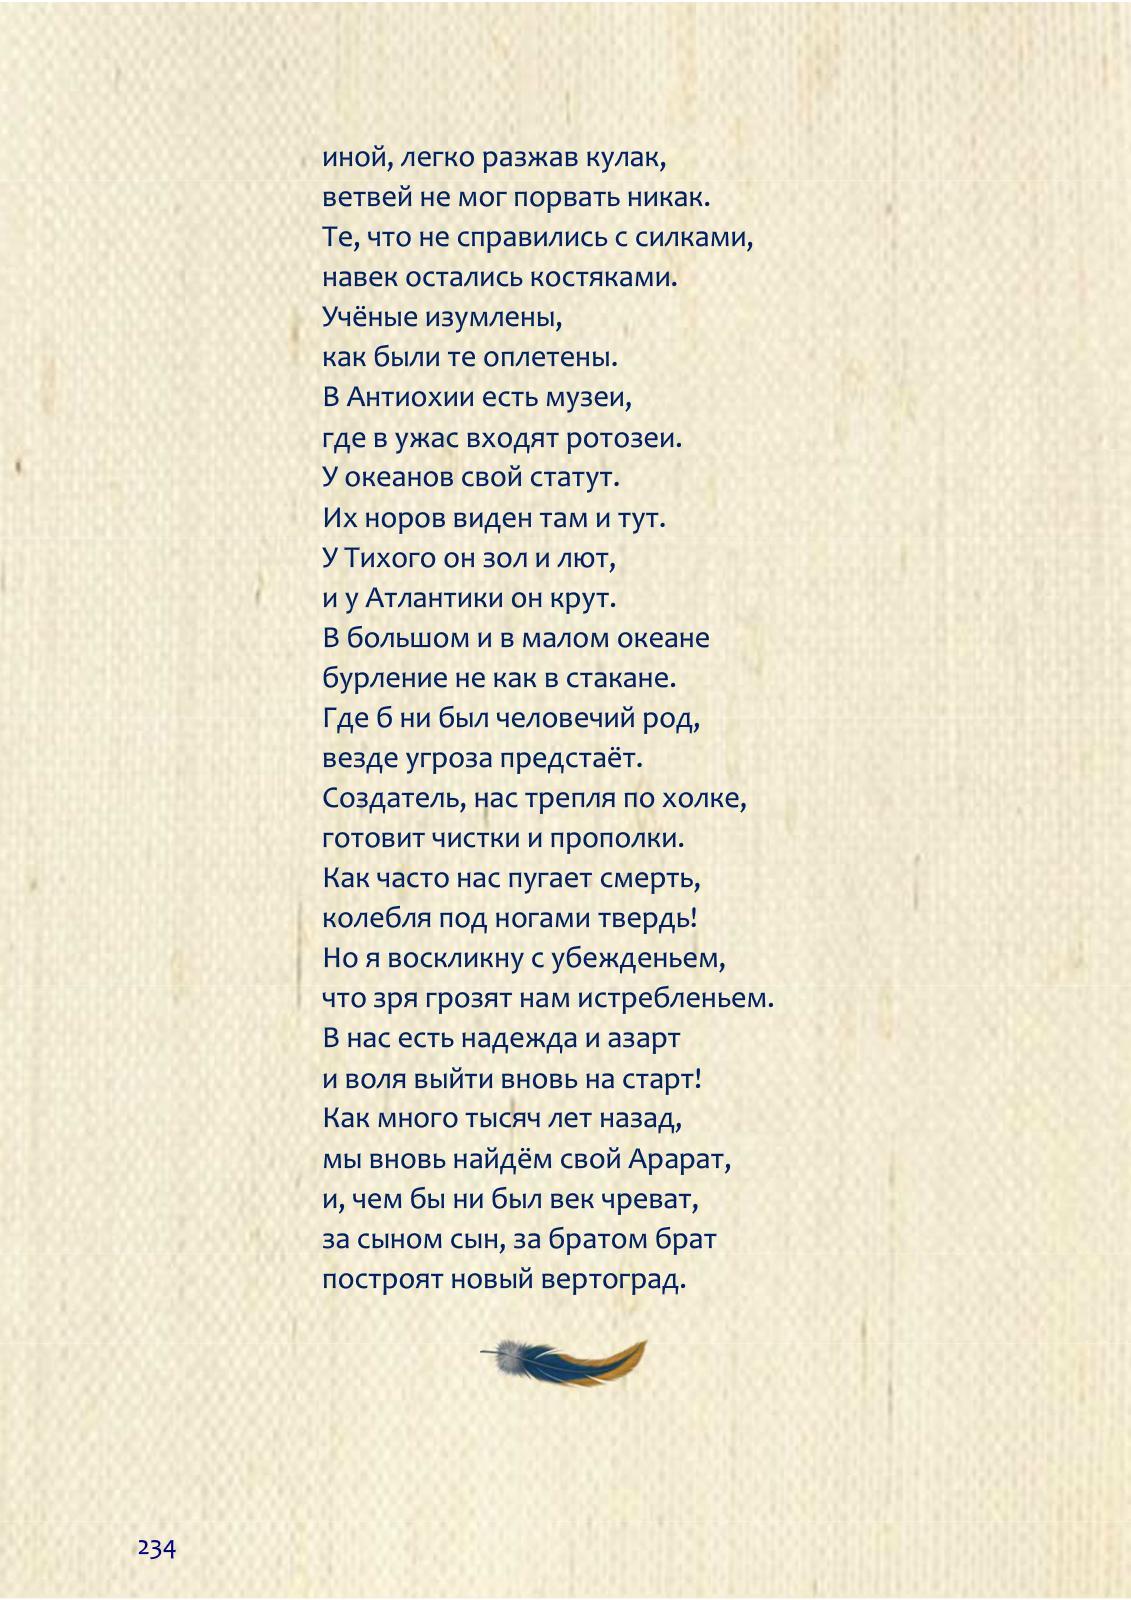 иной, легко разжав кулак,
ветвей не мог порвать никак.
Те, что не справились с силками,
навек остались костяками.
Учёные изумлены,
как были те оплетены.
В Антиохии есть музеи,
где в ужас входят ротозеи.
У океанов свой статут.
Их норов виден там и тут.
У Тихого он зол и лют,
и у Атлантики он крут.
В большом и в малом океане
бурление не как в стакане.
Где б ни был человечий род,
везде угроза предстаёт.
Создатель, нас трепля по холке,
готовит чистки и прополки.
Как часто нас пугает смерть,
колебля под ногами твердь!
Но я воскликну с убежденьем,
что зря грозят нам истребленьем.
В нас есть надежда и азарт
и воля выйти вновь на старт!
Как много тысяч лет назад,
мы вновь найдём свой Арарат,
и, чем бы ни был век чреват,
за сыном сын, за братом брат
построят новый вертоград.
234